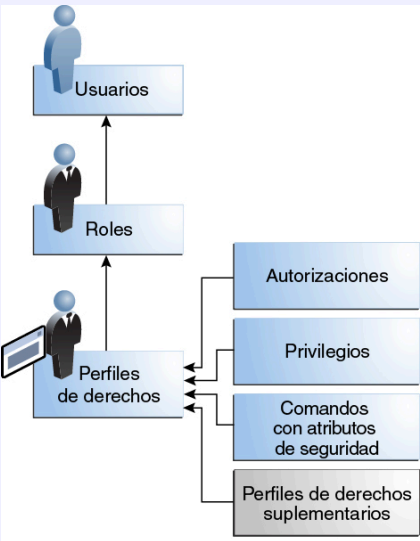 Usuarios
Roles
Autorizaciones
Privilegios
Perfiles
de derechos
Comandos
con atributos
de seguridad
Perfiles de derechos
suplementarios